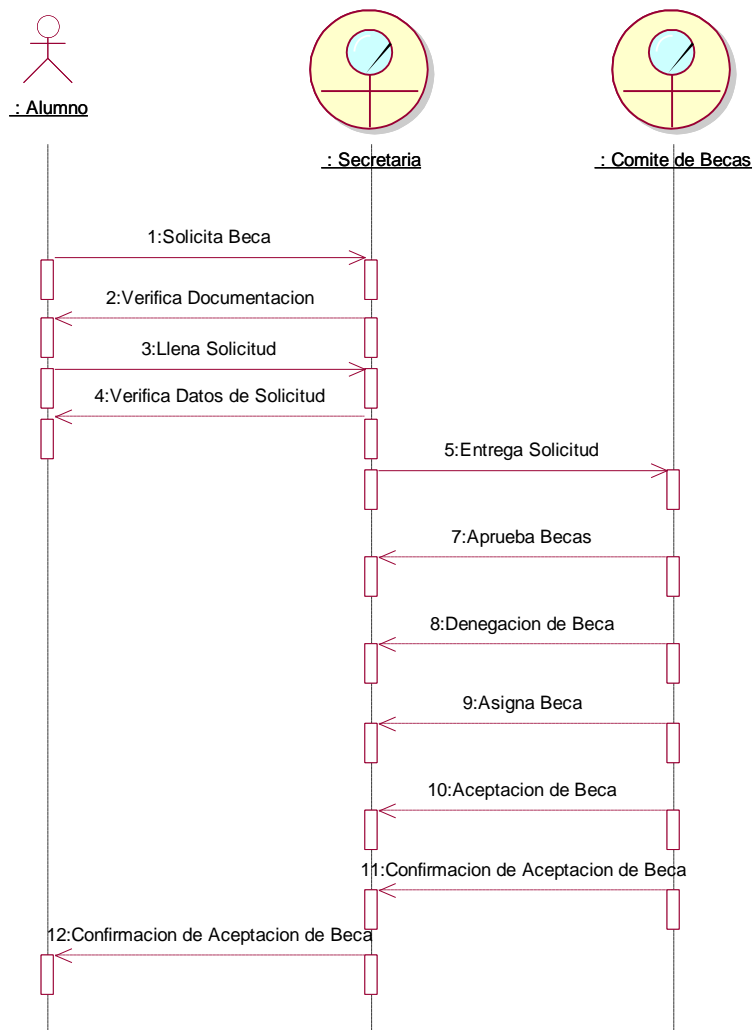 : Alumno
: Secretaria
: Comite de Becas
1:Solicita Beca
2:Verifica Documentacion
3:Llena Solicitud
4:Verifica Datos de Solicitud
5:Entrega Solicitud
7:Aprueba Becas
8:Denegacion de Beca
9:Asigna Beca
10:Aceptacion de Beca
11:Confirmacion de Aceptacion de Beca
12:Confirmacion de Aceptacion de Beca